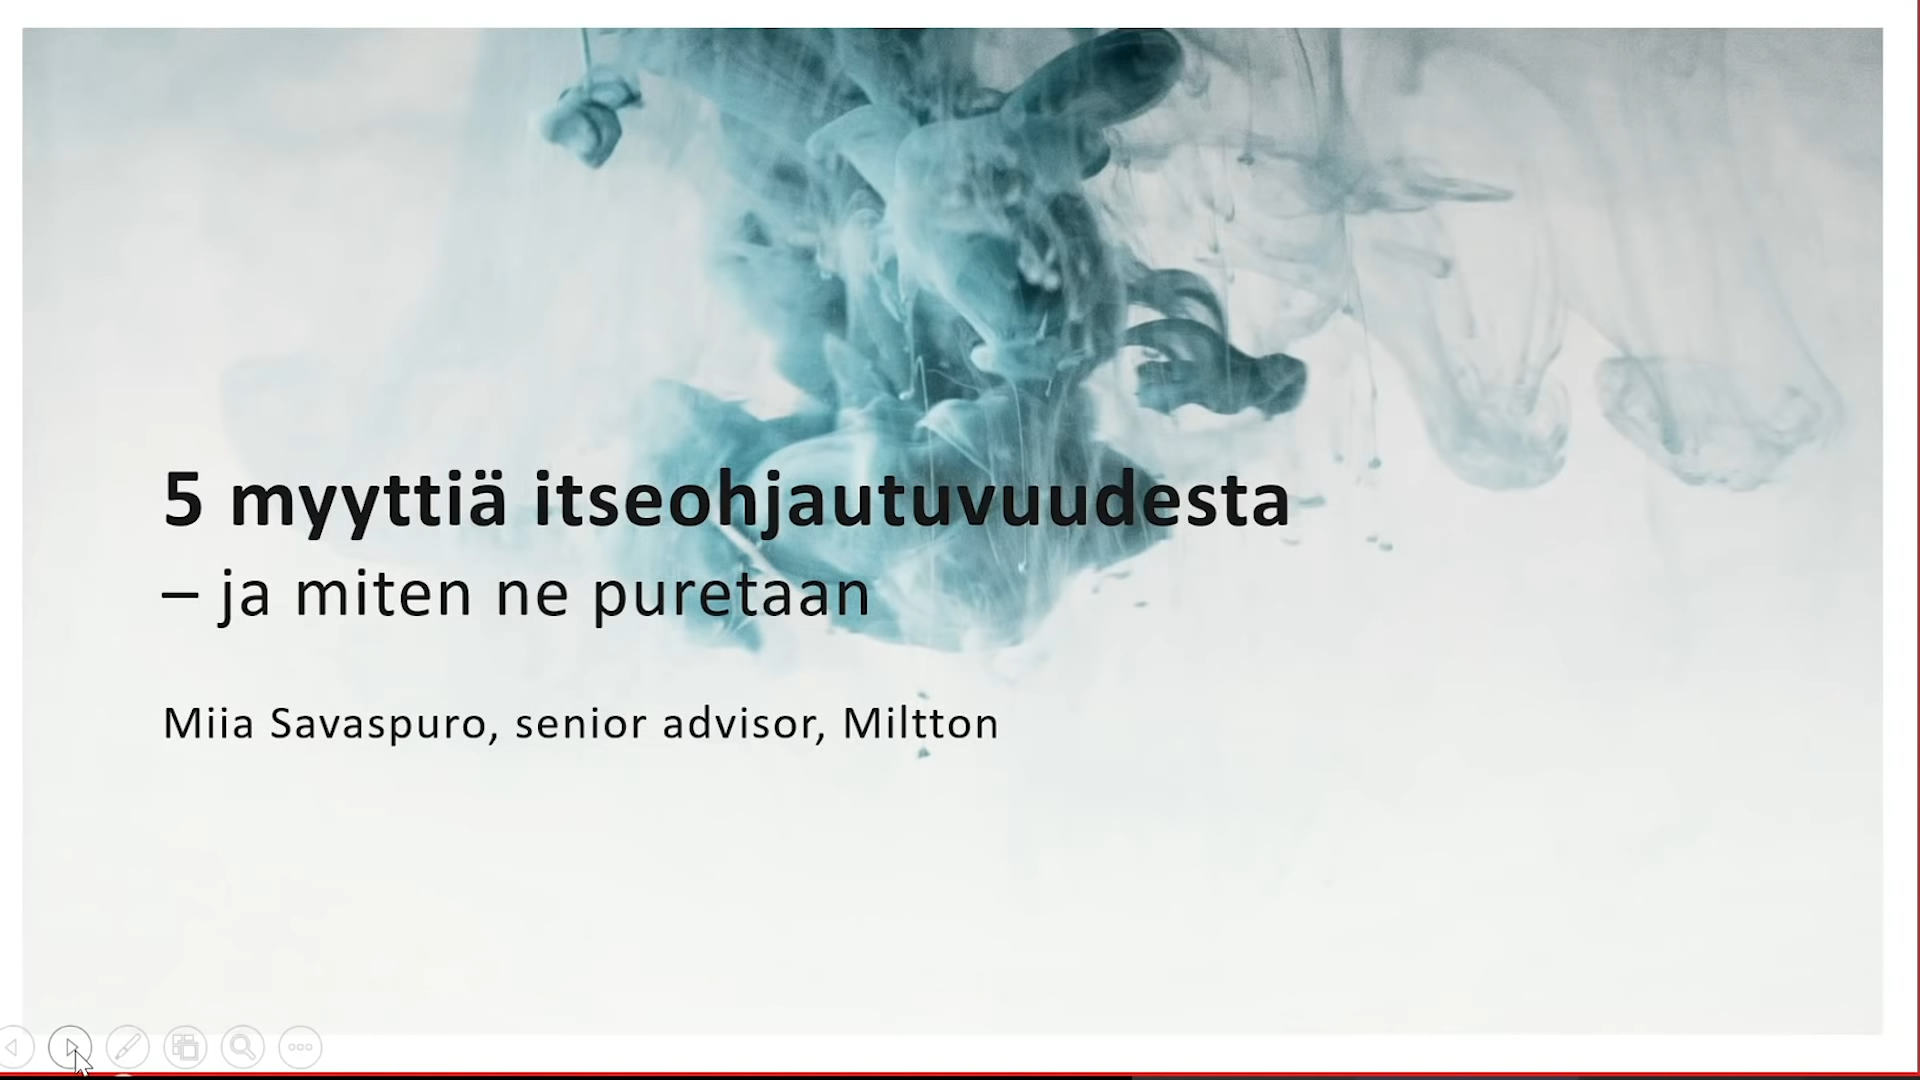 5 myyttiä itseohjautuvuudesta
– ja miten ne puretaan
Miia Savaspuro, senior advisor, Miltton